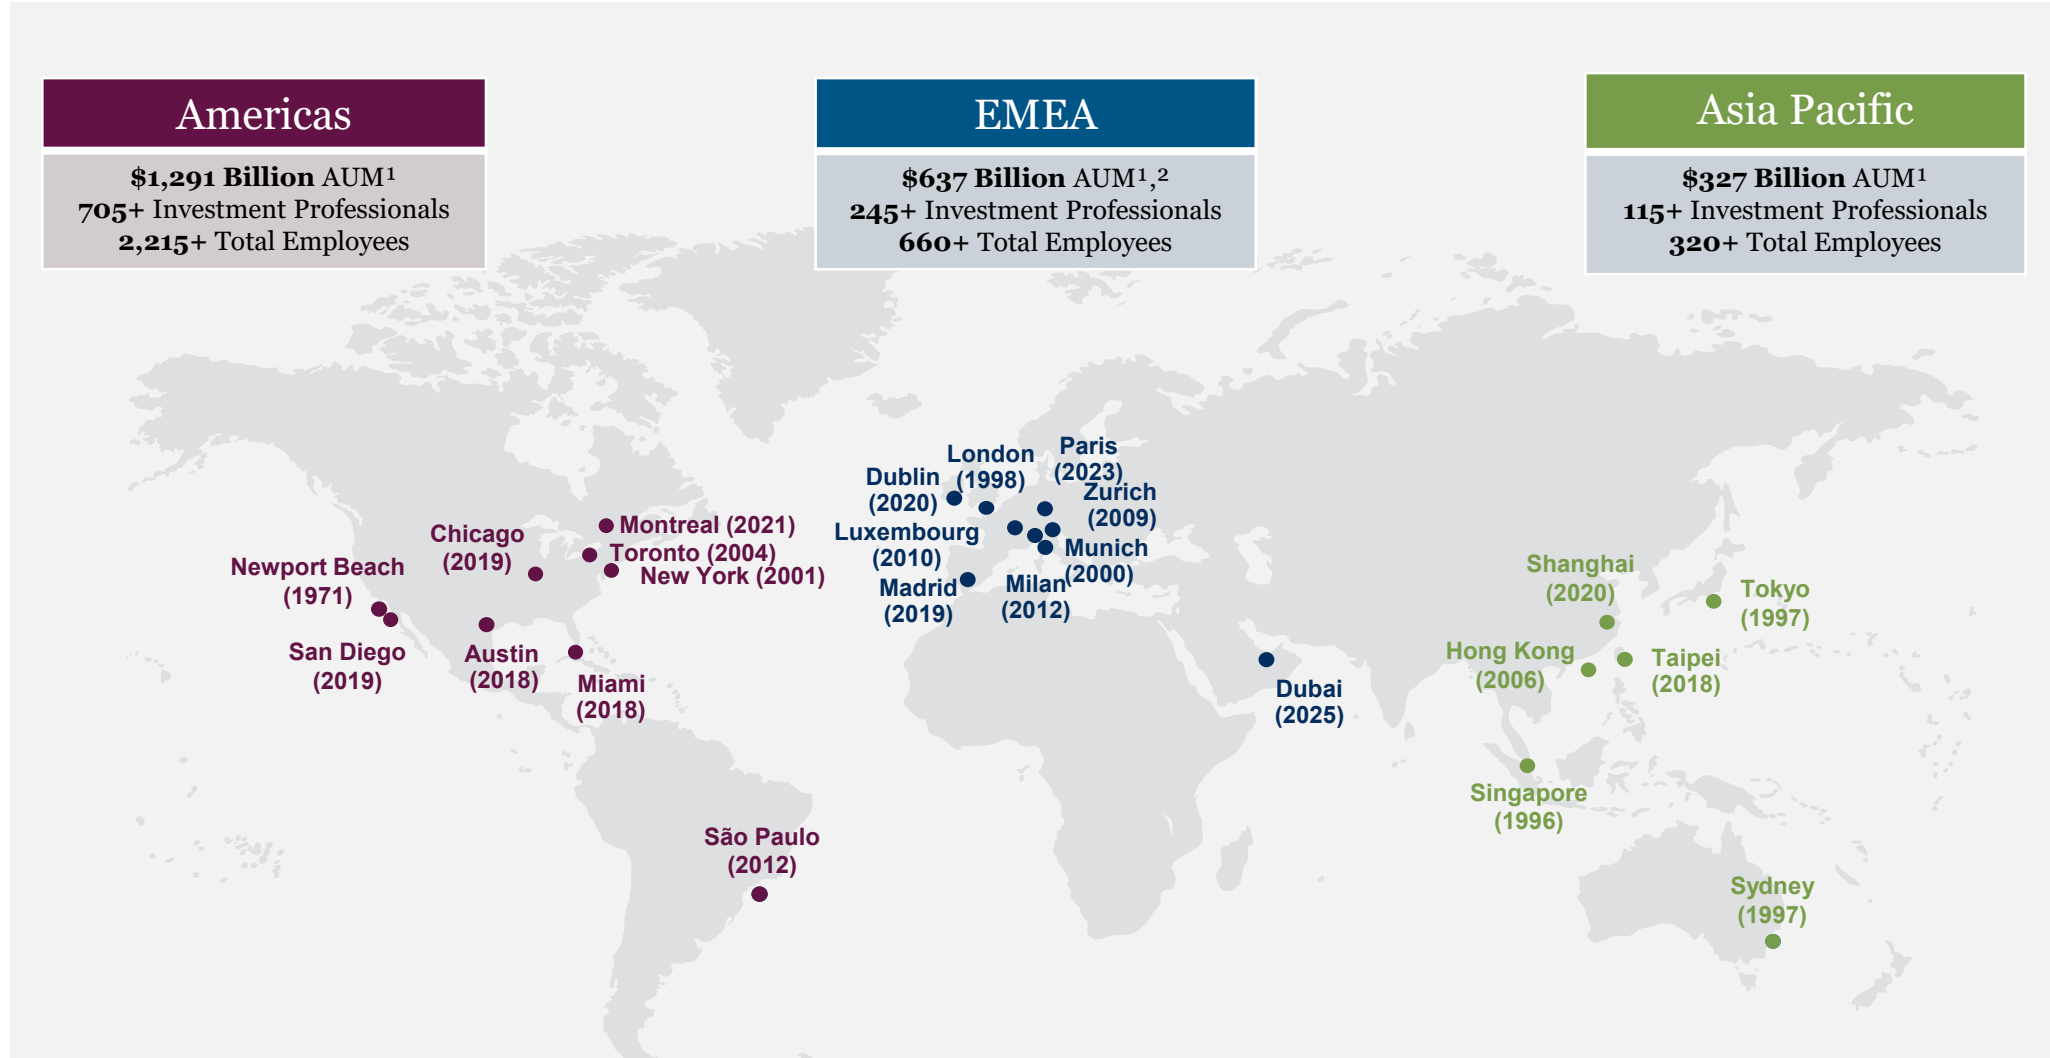 Americas
$1,291 Billion AUM¹
705+ Investment Professionals
2,215+ Total Employees
EMEA
$637 Billion AUM¹,²
245+ Investment Professionals
660+ Total Employees
Asia Pacific
$327 Billion AUM¹
115+ Investment Professionals
320+ Total Employees
Montreal (2021)
Chicago
(2019)
Toronto (2004)
New York (2001)
Newport Beach
(1971)
San Diego
(2019)
Austin
(2018)
Miami
(2018)
São Paulo
(2012)
London
(1998)
Paris
(2023)
Dublin
(2020)
Zurich
(2009)
Luxembourg
(2010)
Munich
(2000)
Madrid
(2019)
Milan
(2012)
Dubai
(2025)
Shanghai
(2020)
Tokyo
(1997)
Hong Kong
(2006)
Taipei
(2018)
Singapore
(1996)
Sydney
(1997)